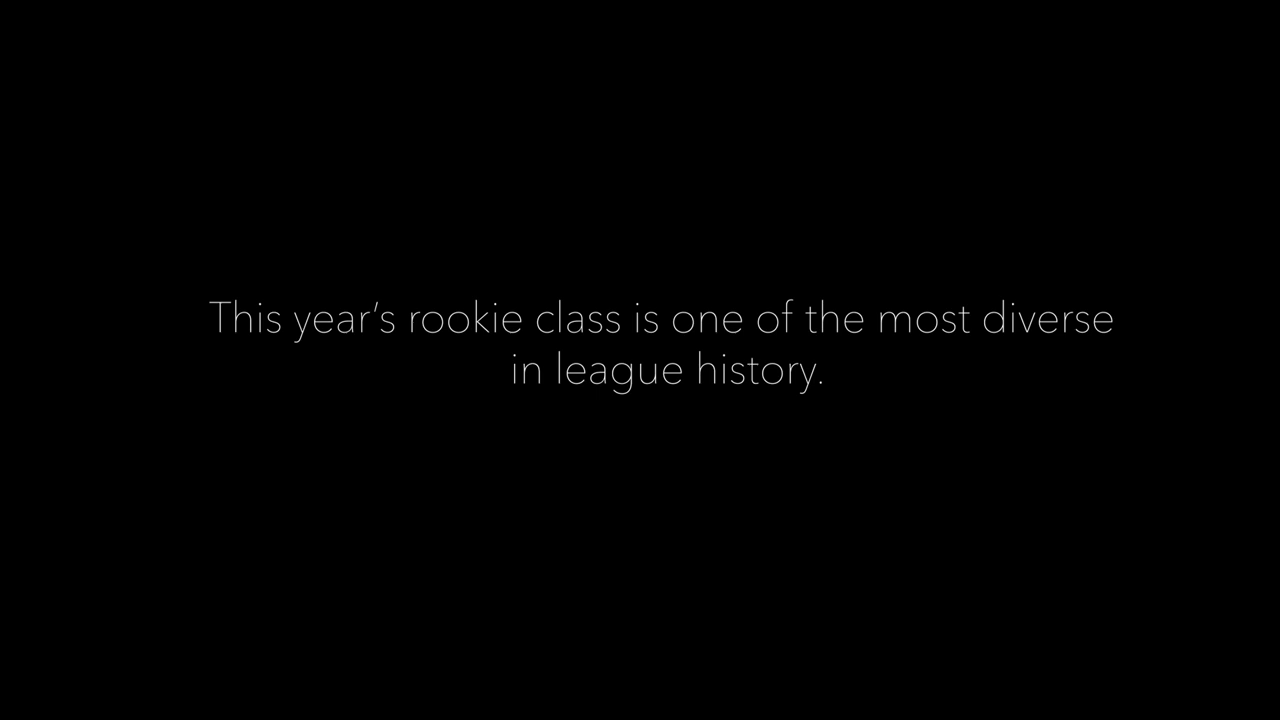 This year’s rookie class is one of the most diverse
in league history.